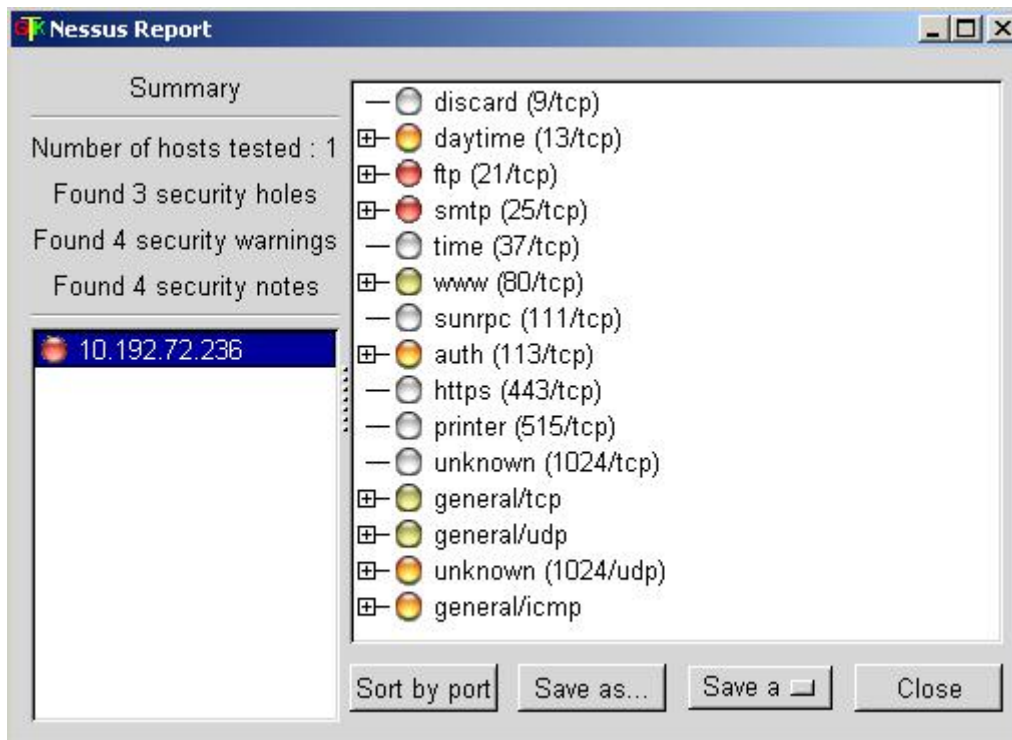 Nessus Report
Summary
Number of hosts tested : 1
Found 3 security holes
Found 4 security warnings
Found 4 security notes
10.192.72.236
discard (9/tcp)
daytime (13/tcp)
ftp (21/tcp)
smtp (25/tcp)
time (37/tcp)
www (80/tcp)
sunrpc (111/tcp)
auth (113/tcp)
https (443/tcp)
printer (515/tcp)
unknown (1024/tcp)
general/tcp
general/udp
unknown (1024/udp)
general/icmp
Sort by port
Save as...
Save a
Close